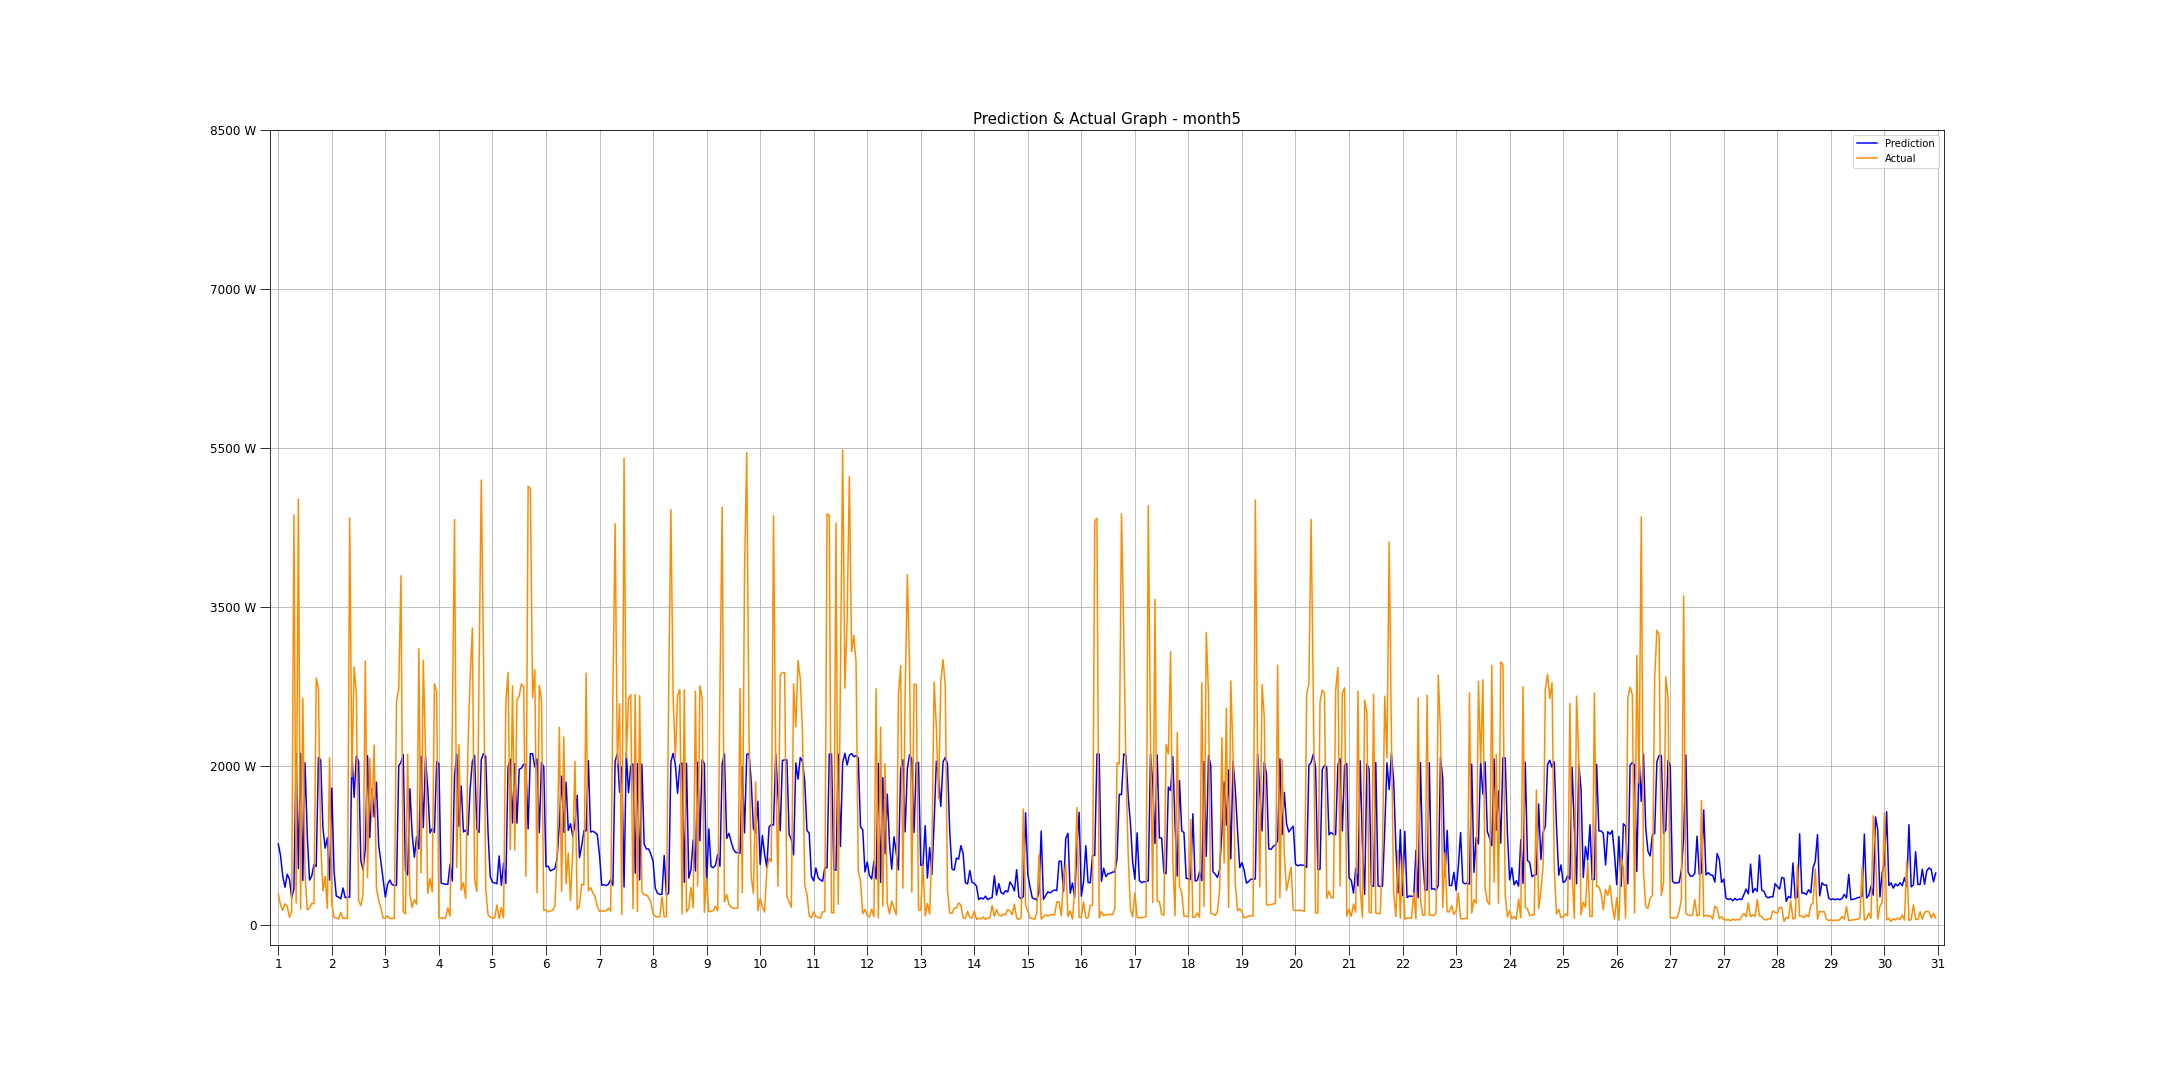 Prediction & Actual Graph - month5
8500 W
7000 W
5500 W
3500 W
2000 W
0
Prediction
Actual
1 2 3 4 5 6 7 8 9 10 11 12 13 14 15 16 17 18 19 20 21 22 23 24 25 26 27 27 28 29 30 31